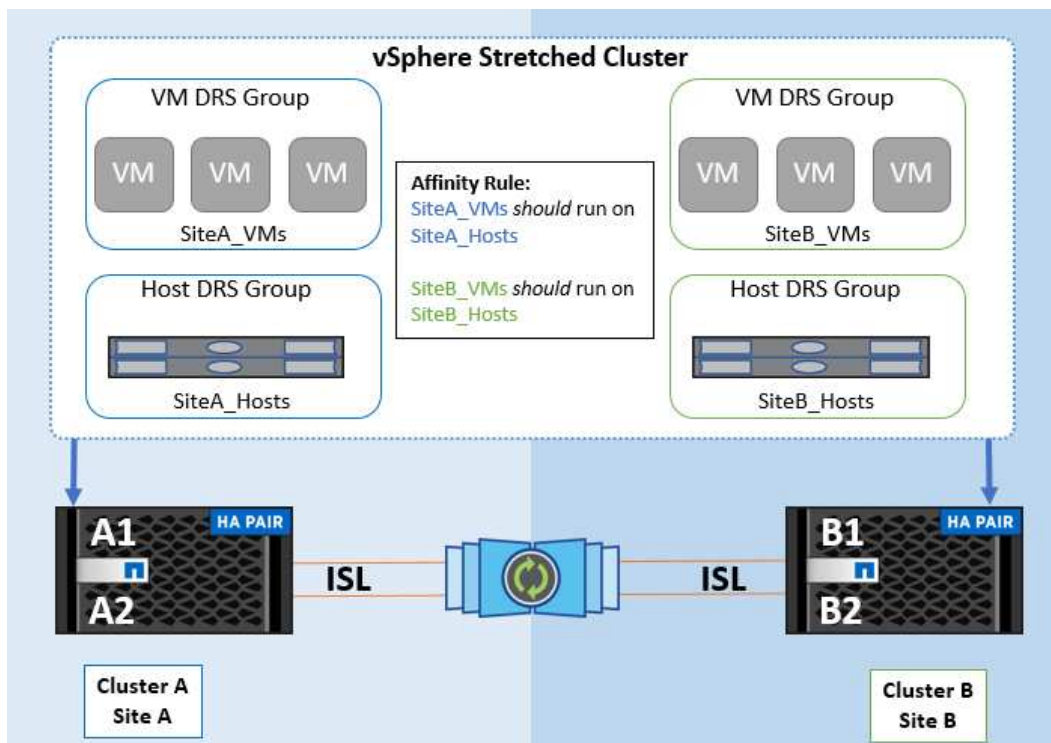 vSphere Stretched Cluster
VM DRS Group
VM
VM
VM
SiteA_VMs
Host DRS Group
SiteA_Hosts
Affinity Rule:
SiteA_VMs should run on
SiteA_Hosts
SiteB_VMs should run on
SiteB_Hosts
VM DRS Group
VM
VM
VM
SiteB_VMs
Host DRS Group
SiteB_Hosts
A1
HA PAIR
A2
ISL
ISL
B1
HA PAIR
B2
Cluster A
Site A
Cluster B
Site B